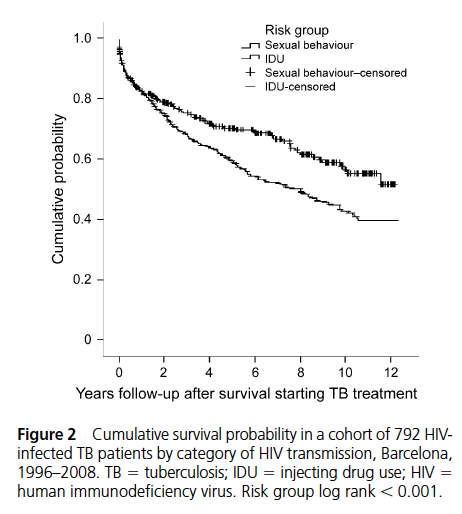 Risk group
Sexual behaviour
IDU
Sexual behaviour–censored
IDU-censored
1.0
0.8
0.6
0.4
0.2
0
Cumulative probability
0 2 4 6 8 10 12
Years follow-up after survival starting TB treatment
Figure 2 Cumulative survival probability in a cohort of 792 HIV-
infected TB patients by category of HIV transmission, Barcelona,
1996–2008. TB = tuberculosis; IDU = injecting drug use; HIV =
human immunodeficiency virus. Risk group log rank < 0.001.